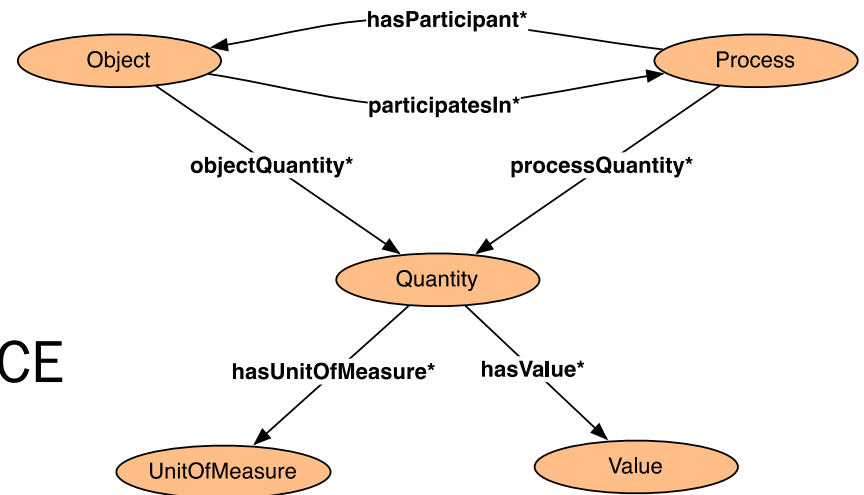 hasParticipant*
Object
Process
participatesIn*
objectQuantity*
processQuantity*
Quantity
CE
hasUnitOfMeasure*
hasValue*
UnitOfMeasure
Value